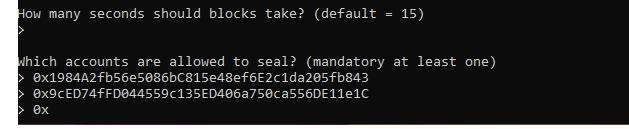 How many seconds should blocks take? (default = 15)
>
Which accounts are allowed to seal? (mandatory at least one)
> 0x1984A2fb56e5086bC815e48ef6E2c1da205fb843
> 0x9cED74fFD044559c135ED406a750ca556DE11e1C
> 0x